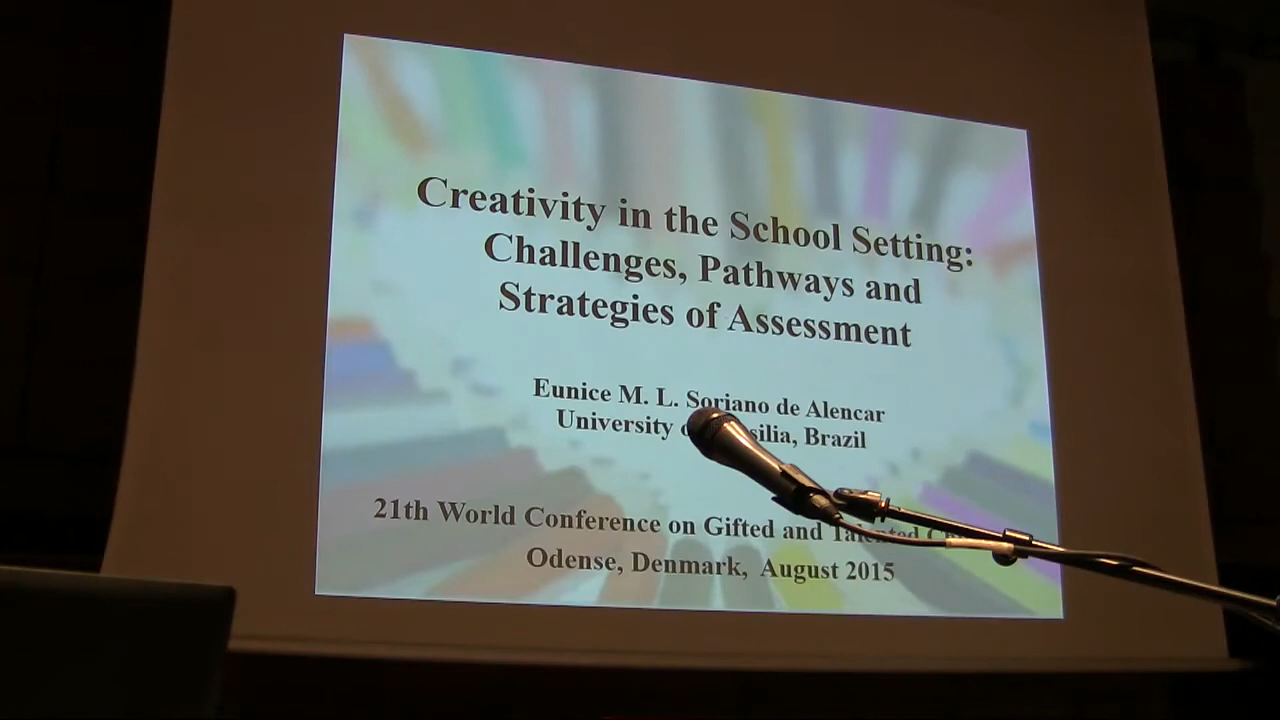 Creativity in the School Setting:
Challenges, Pathways and
Strategies of Assessment
Eunice M. L. Soriano de Alencar
University Brazil
21th World Conference on Gifted and Talented
Odense, Denmark, August 2015